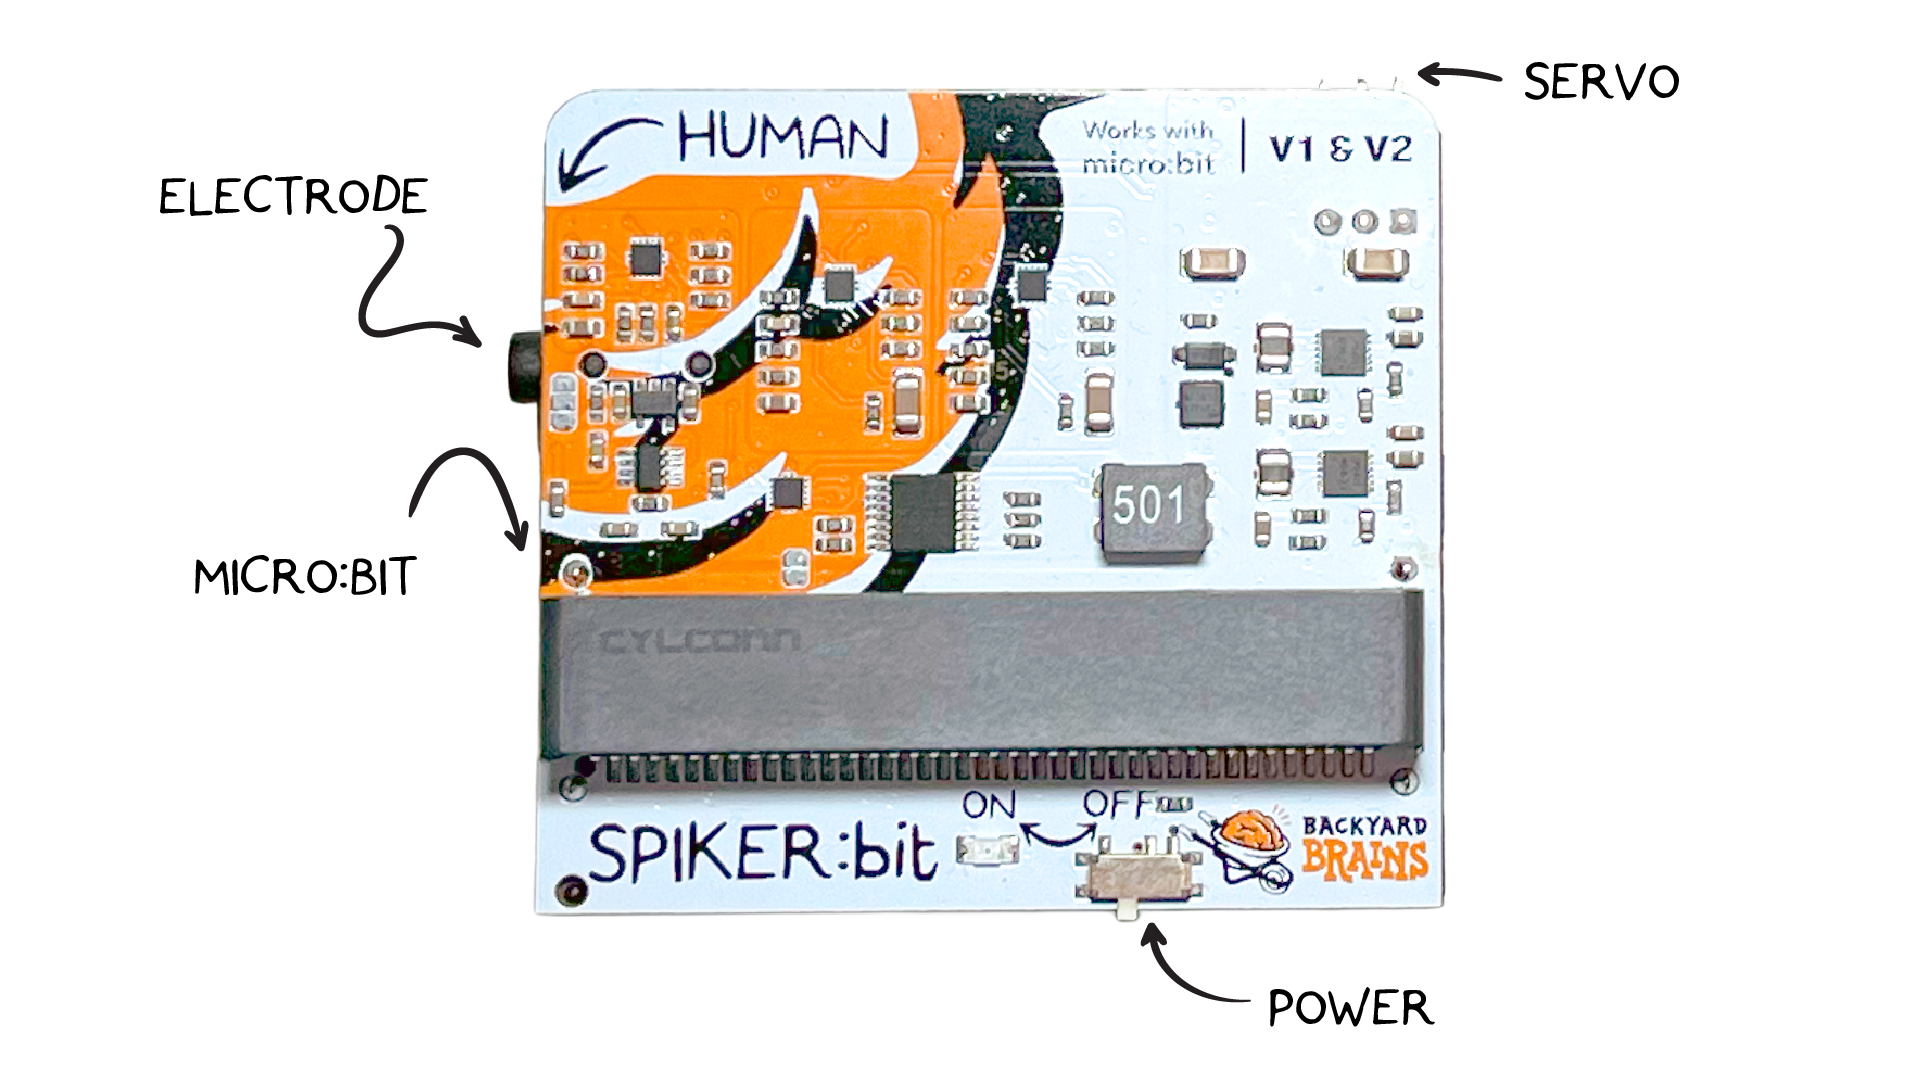 SERVO
HUMAN
Works with
micro:bit
V1 & V2
ELECTRODE
501
MICRO:BIT
CYLCONN
ON OFF
SPIKER:bit
BACKYARD
BRAINS
POWER